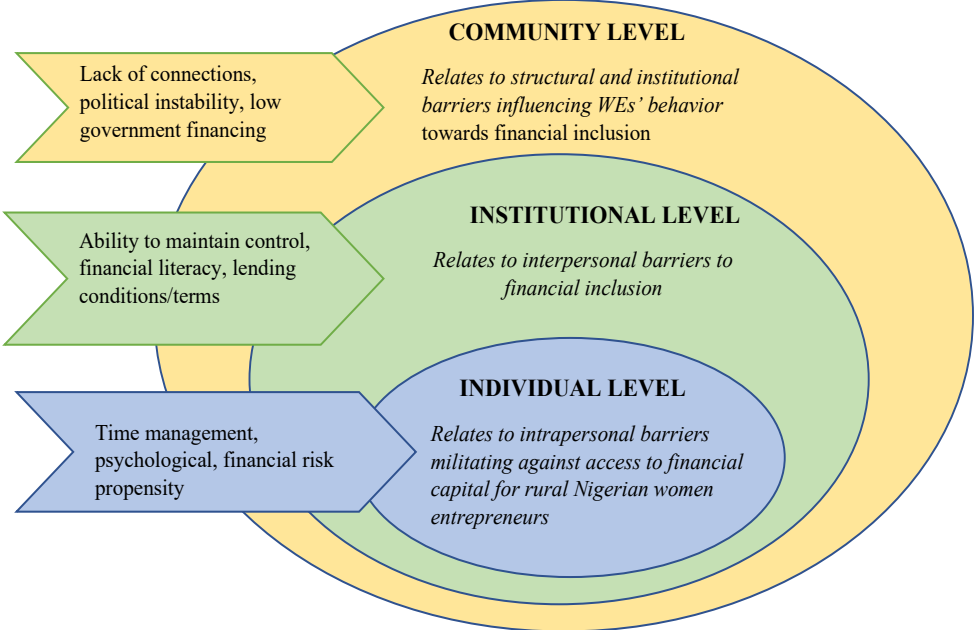 COMMUNITY LEVEL
Lack of connections,
political instability, low
government financing
Relates to structural and institutional
barriers influencing WEs’ behavior
towards financial inclusion
INSTITUTIONAL LEVEL
Ability to maintain control,
financial literacy, lending
conditions/terms
Relates to interpersonal barriers to
financial inclusion
INDIVIDUAL LEVEL
Time management,
psychological, financial risk
propensity
Relates to intrapersonal barriers
militating against access to financial
capital for rural Nigerian women
entrepreneurs